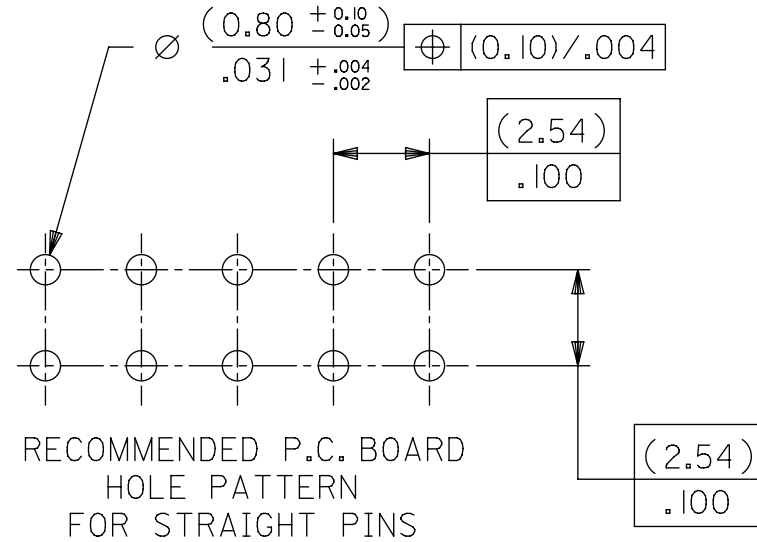 ⌀ (0.80 +0.10 -0.05)
.031 +.004 -.002
⌖ (0.10)/.004
(2.54)
.100
(2.54)
.100
RECOMMENDED P.C. BOARD
HOLE PATTERN
FOR STRAIGHT PINS